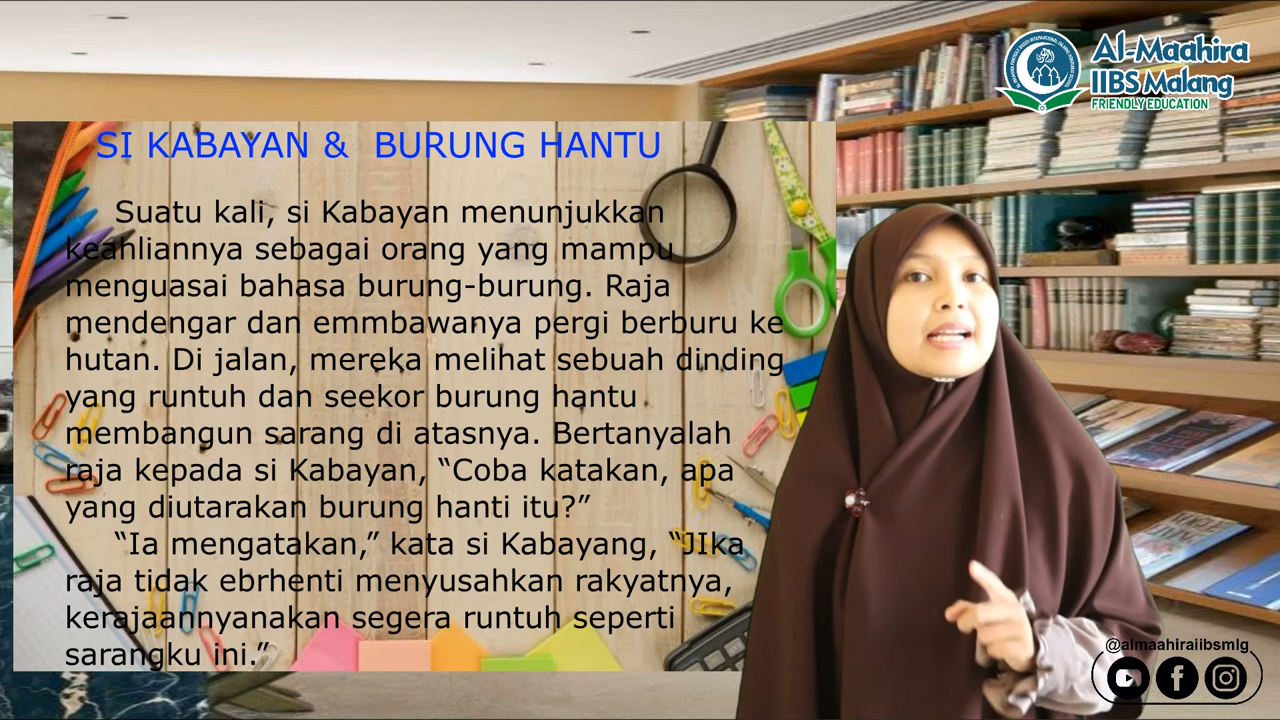 SI KABAYAN & BURUNG HANTU
Suatu kali, si Kabayan menunjukkan
keahliannya sebagai orang yang mampu
menguasai bahasa burung-burung. Raja
mendengar dan emmbawanya pergi berburu ke
hutan. Di jalan, mereka melihat sebuah dinding
yang runtuh dan seekor burung hantu
membangun sarang di atasnya. Bertanyalah
raja kepada si Kabayan, “Coba katakan, apa
yang diutarakan burung hanti itu?”
“Ia mengatakan,” kata si Kabayang, “JIka
raja tidak ebrhenti menyusahkan rakyatnya,
kerajaannyanakan segera runtuh seperti
sarangku ini.”
Al-Maahira
IIBS Malang
FRIENDLY EDUCATION
@almaahiraiibsmlg